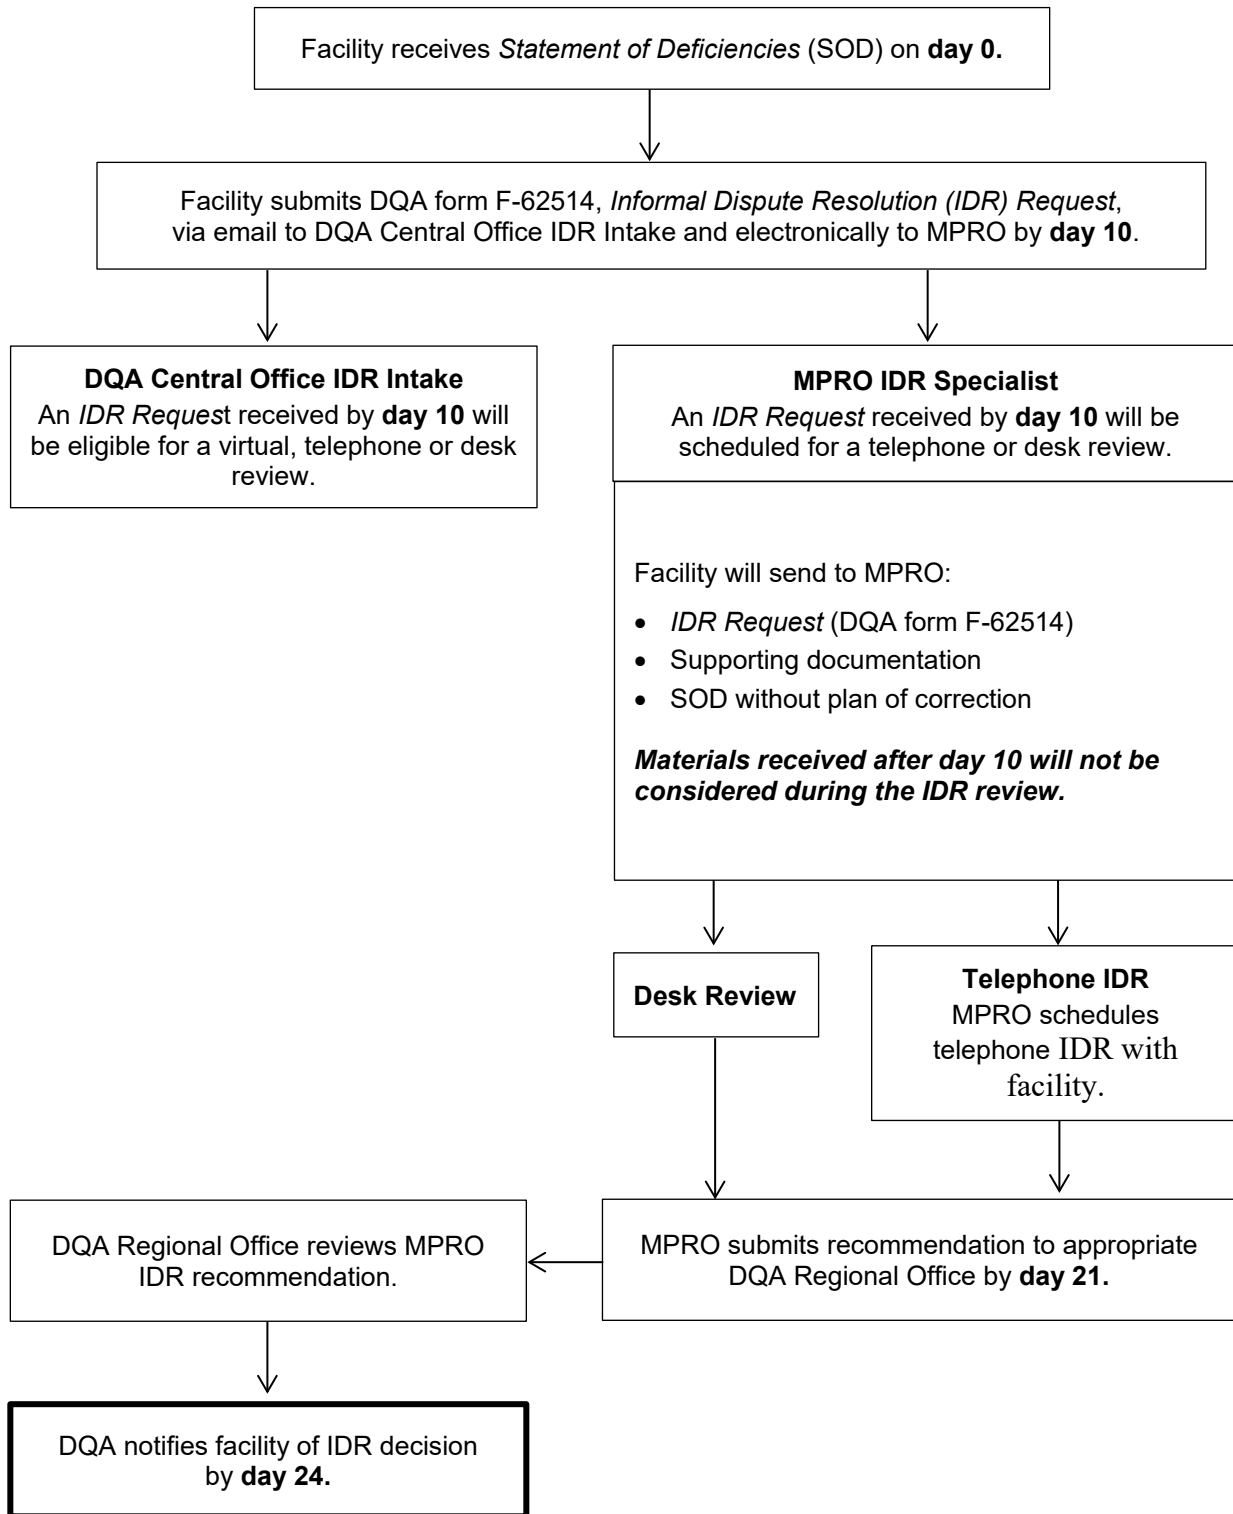 Facility receives Statement of Deficiencies (SOD) on day 0.
Facility submits DQA form F-62514, Informal Dispute Resolution (IDR) Request,
via email to DQA Central Office IDR Intake and electronically to MPRO by day 10.
DQA Central Office IDR Intake
An IDR Request received by day 10 will
be eligible for a virtual, telephone or desk
review.
MPRO IDR Specialist
An IDR Request received by day 10 will be
scheduled for a telephone or desk review.
Facility will send to MPRO:
• IDR Request (DQA form F-62514)
• Supporting documentation
• SOD without plan of correction
Materials received after day 10 will not be
considered during the IDR review.
Desk Review
Telephone IDR
MPRO schedules
telephone IDR with
facility.
DQA Regional Office reviews MPRO
IDR recommendation.
MPRO submits recommendation to appropriate
DQA Regional Office by day 21.
DQA notifies facility of IDR decision
by day 24.